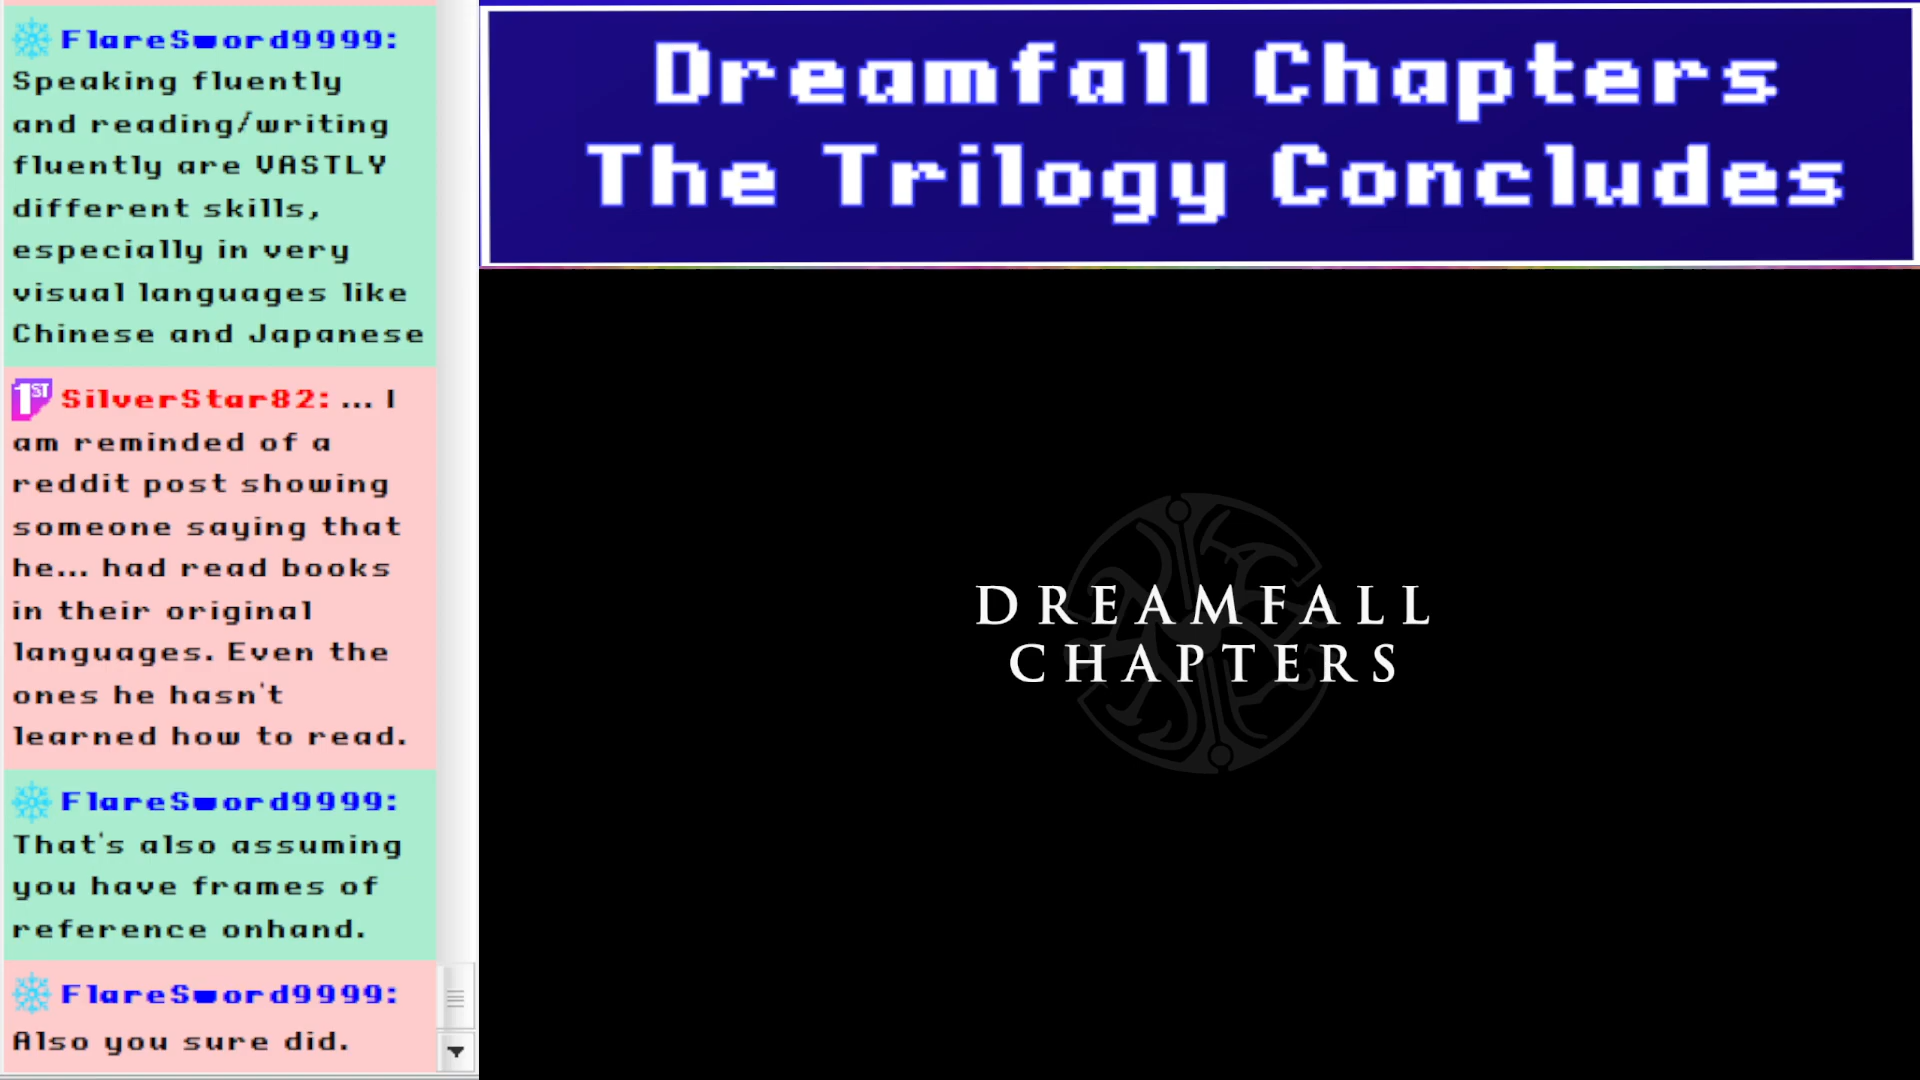 FlareSword9999:
Speaking fluently
and reading/writing
fluently are VASTLY
different skills,
especially in very
visual languages like
Chinese and Japanese
1ST SilverStar82: ... I
am reminded of a
reddit post showing
someone saying that
he... had read books
in their original
languages. Even the
ones he hasn't
learned how to read.
FlareSword9999:
That's also assuming
you have frames of
reference onhand.
FlareSword9999:
Also you sure did.
Dreamfall Chapters
The Trilogy Concludes
DREAMFALL
CHAPTERS